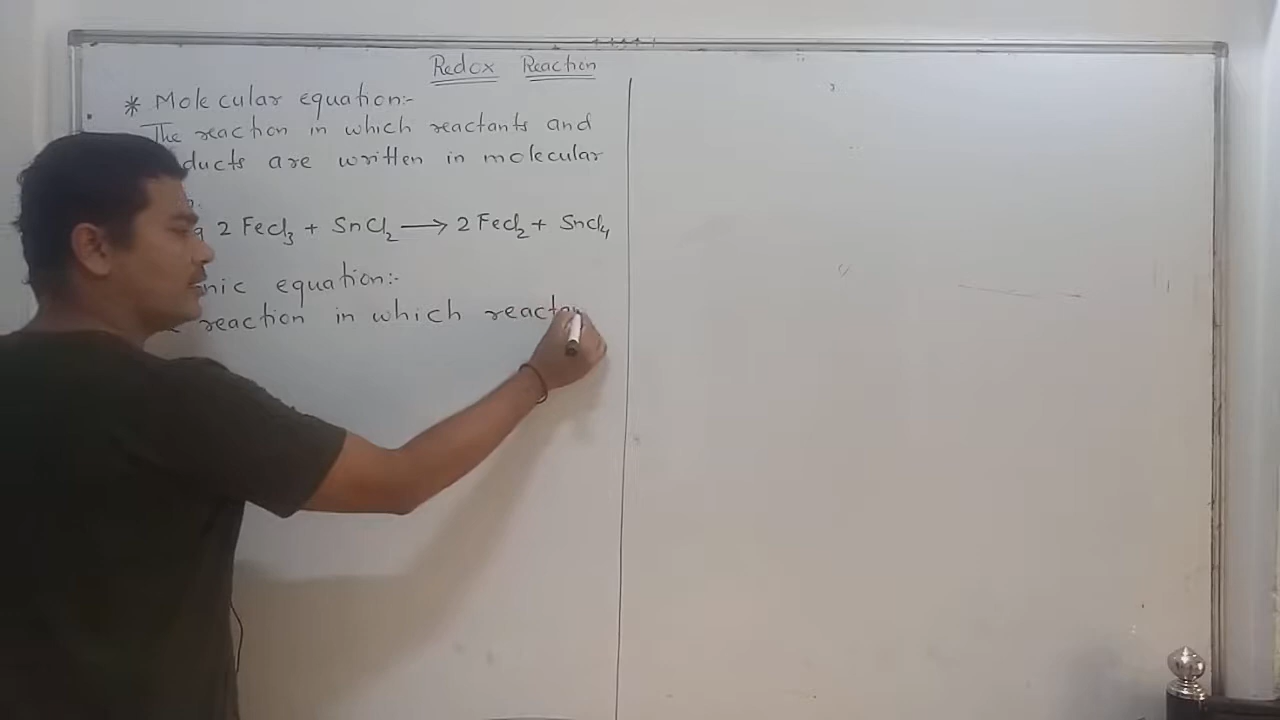 Redox Reaction
* Molecular equation:-
The reaction in which reactants and
ducts are written in molecular
2 FeCl3 + SnCl2 → 2 FeCl2 + SnCl4
nic equation:-
reaction in which reacta